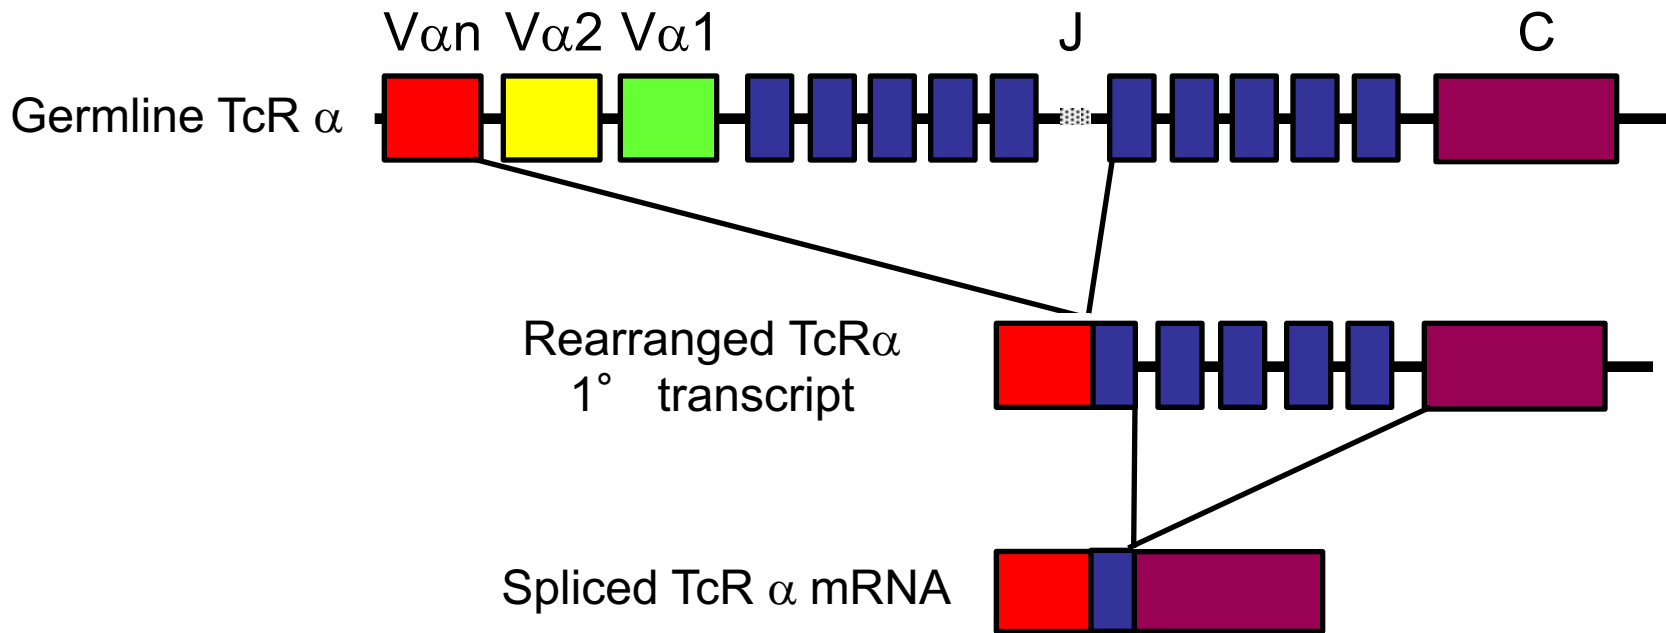 Vαn Vα2 Vα1 J C
Germline TcR α
Rearranged TcRα
1° transcript
Spliced TcR α mRNA